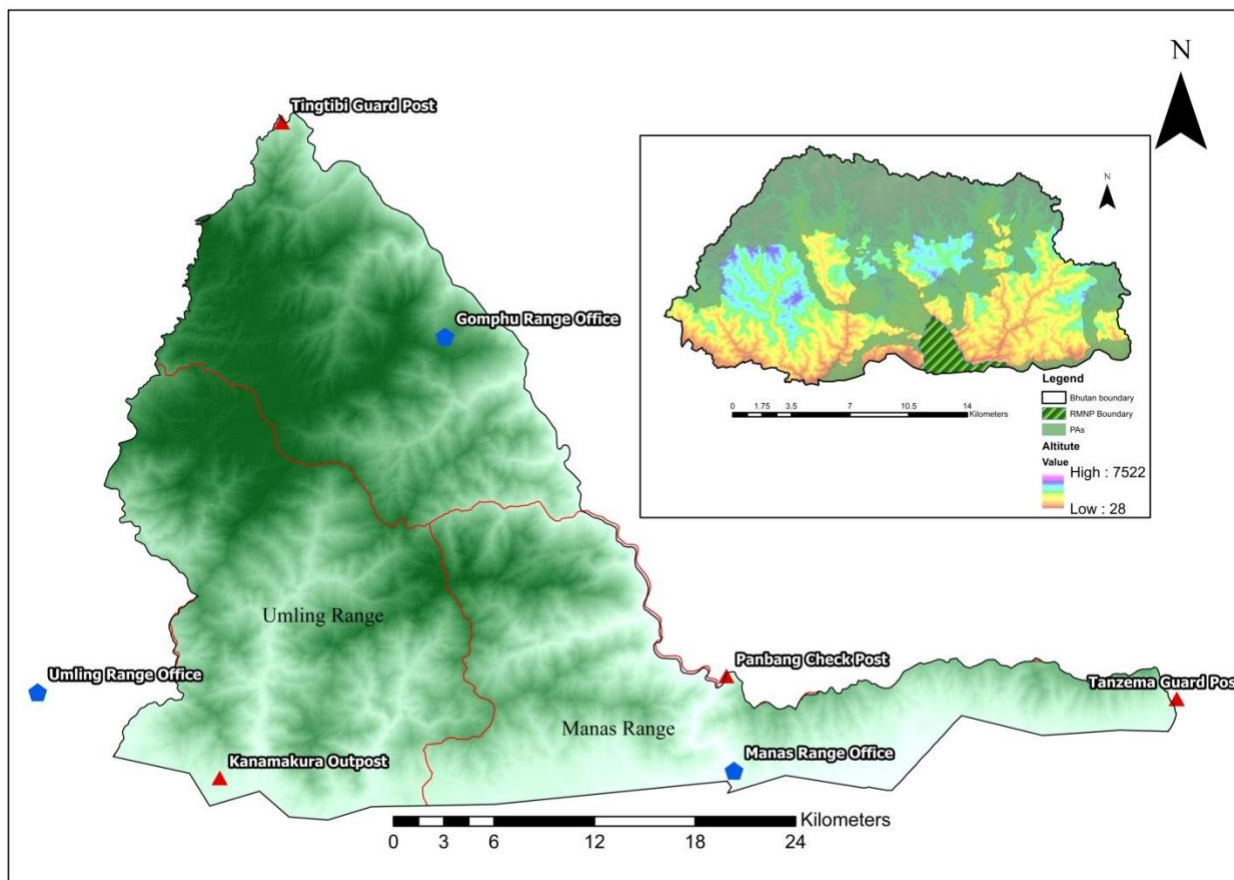 N
Tingtibi Guard Post
Gomphu Range Office
Umling Range
Umling Range Office
Panbang Check Post
Tanzema Guard Pos
Manas Range
Manas Range Office
Kanamakura Outpost
Kilometers
0 3 6 12 18 24
N
Legend
Bhutan boundary
RMNP Boundary
PAs
Altitute
Value
High : 7522
Low : 28
0 1.75 3.5 7 10.5 14
Kilometers